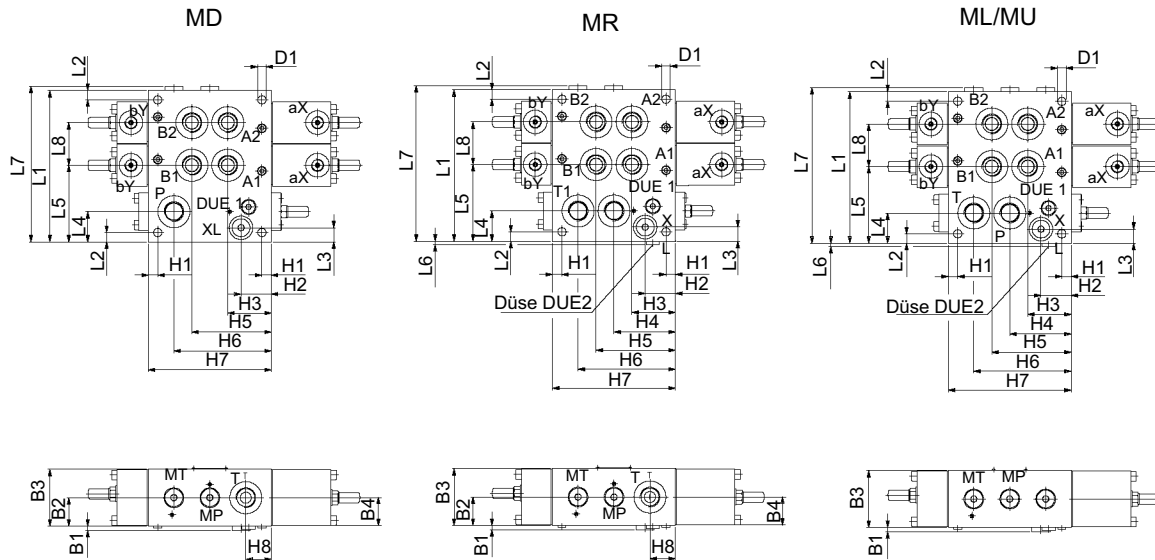 MD
L2
D1
bY
B2
A2
aX
L7
L1
L8
L5
L4
bY
B1
A1
aX
P
DUE 1
XL
L2
H1
H1
H2
H3
H5
H6
H7
L3
MR
L2
D1
bY
B2
A2
aX
L7
L1
L8
L5
L4
bY
B1
A1
aX
T1
DUE 1
X
L
L6
L2
H1
H1
H2
H3
H4
H5
H6
H7
L3
Düse DUE2
ML/MU
L2
D1
bY
B2
A2
aX
L7
L1
L8
L5
L4
bY
B1
A1
aX
T
P
DUE 1
X
L
L6
L2
H1
H1
H2
H3
H4
H5
H6
H7
L3
Düse DUE2
MT
MP
T
B3
B2
B1
B4
H8
MT
MP
T
B3
B2
B1
B4
H8
MT
MP
B3
B1